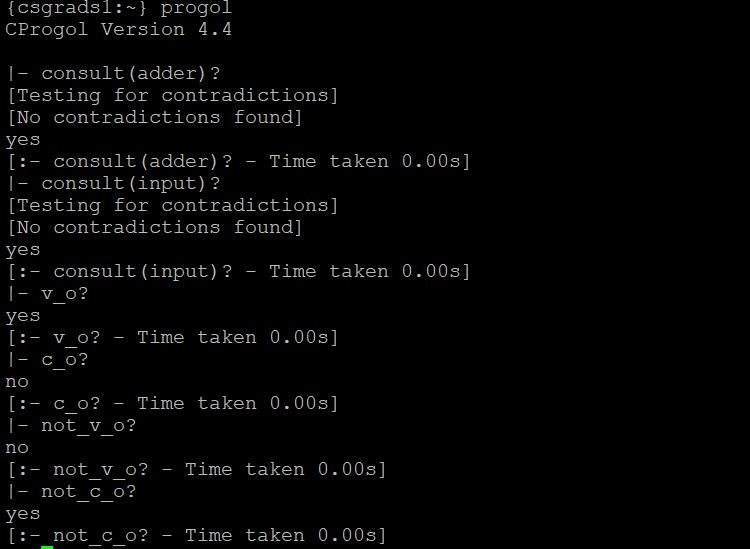 {csgrads1:~} progol
CProgol Version 4.4
|- consult(adder)?
[Testing for contradictions]
[No contradictions found]
yes
[:- consult(adder)? - Time taken 0.00s]
|- consult(input)?
[Testing for contradictions]
[No contradictions found]
yes
[:- consult(input)? - Time taken 0.00s]
|- v_o?
yes
[:- v_o? - Time taken 0.00s]
|- c_o?
no
[:- c_o? - Time taken 0.00s]
|- not_v_o?
no
[:- not_v_o? - Time taken 0.00s]
|- not_c_o?
yes
[:- not_c_o? - Time taken 0.00s]